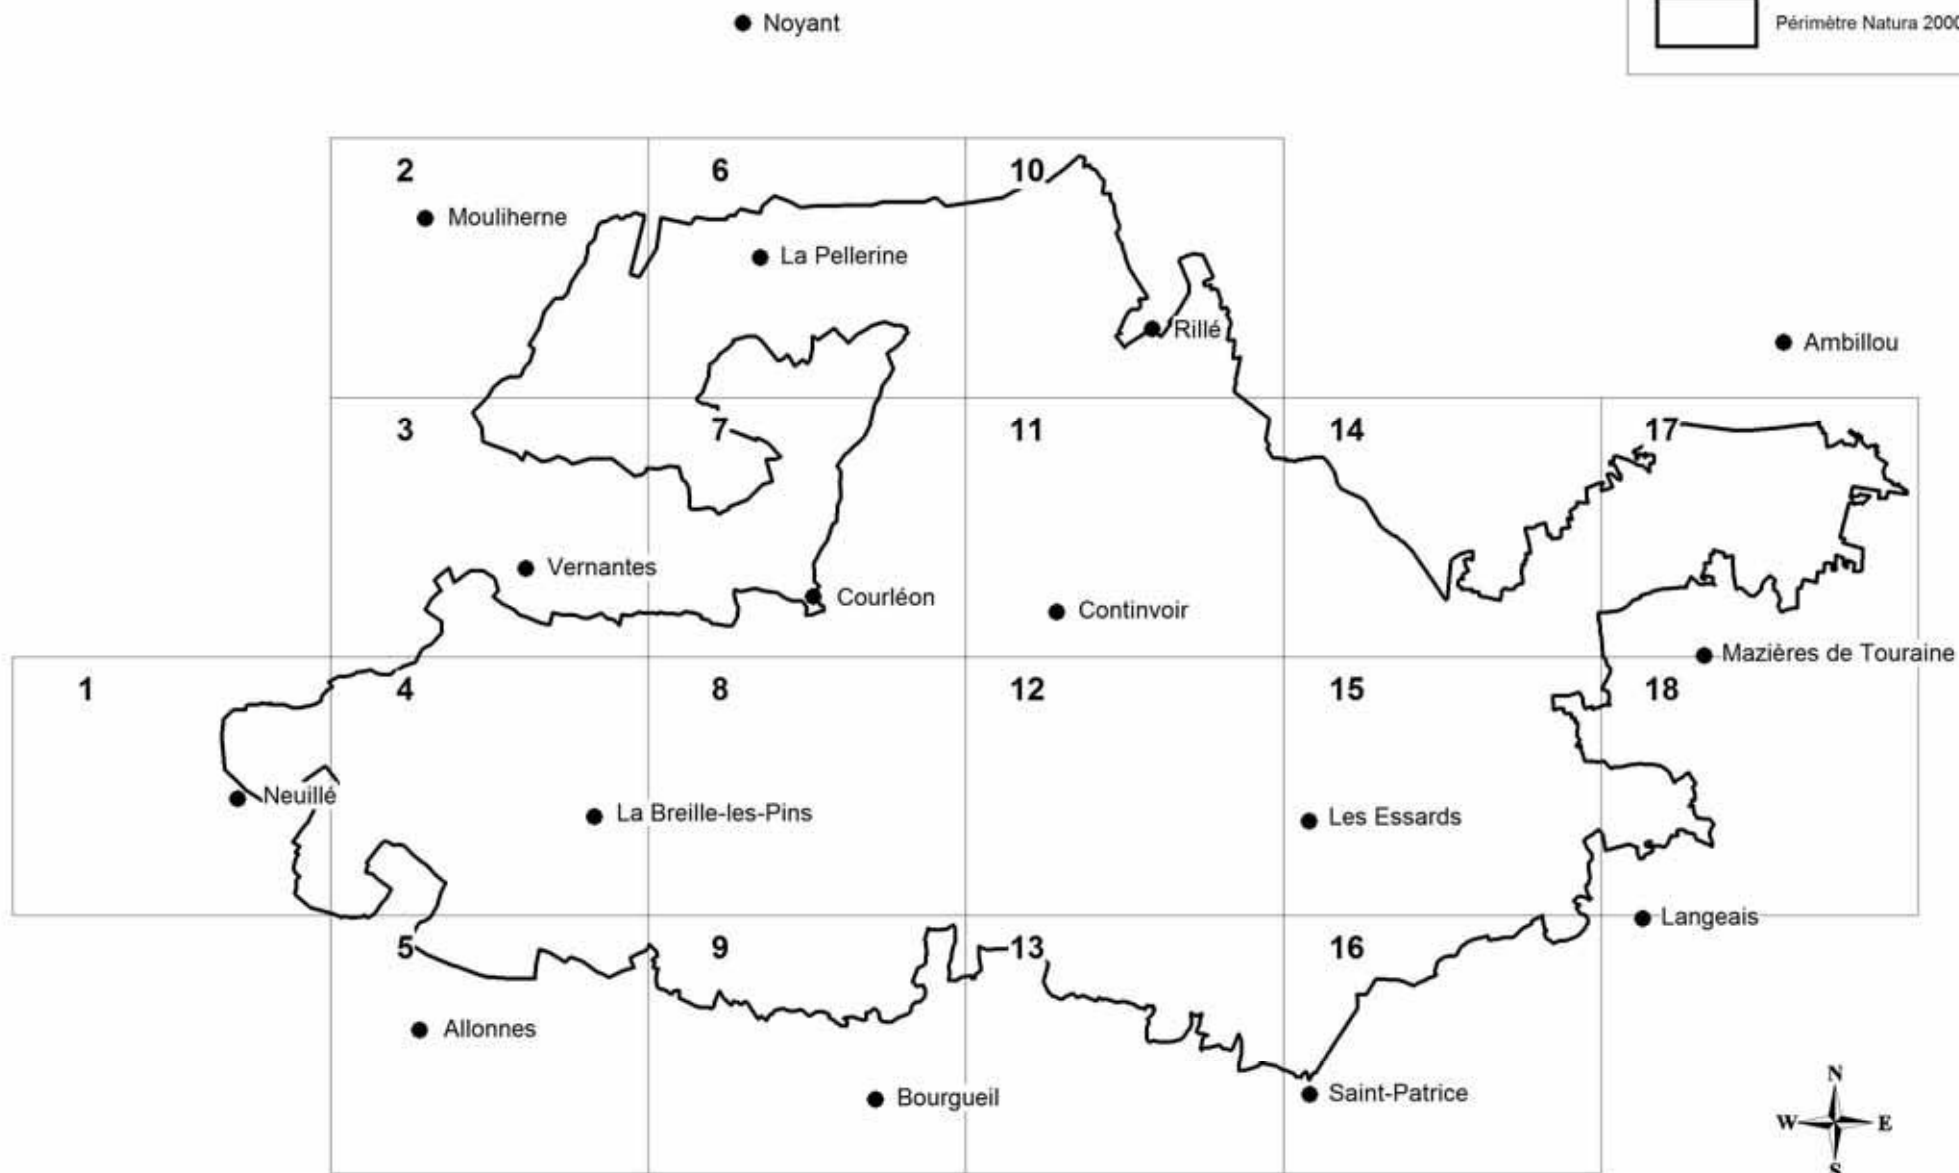 Noyant
Périmètre Natura 2000
2
6
10
Mouliherne
La Pellerine
Rillé
Ambillou
3
7
11
14
17
Vernantes
Courléon
Continvoir
Mazières de Touraine
1
4
8
12
15
18
Neuillé
La Breille-les-Pins
Les Essards
Langeais
5
9
13
16
Allonnes
Bourgueil
Saint-Patrice
N
W E
S